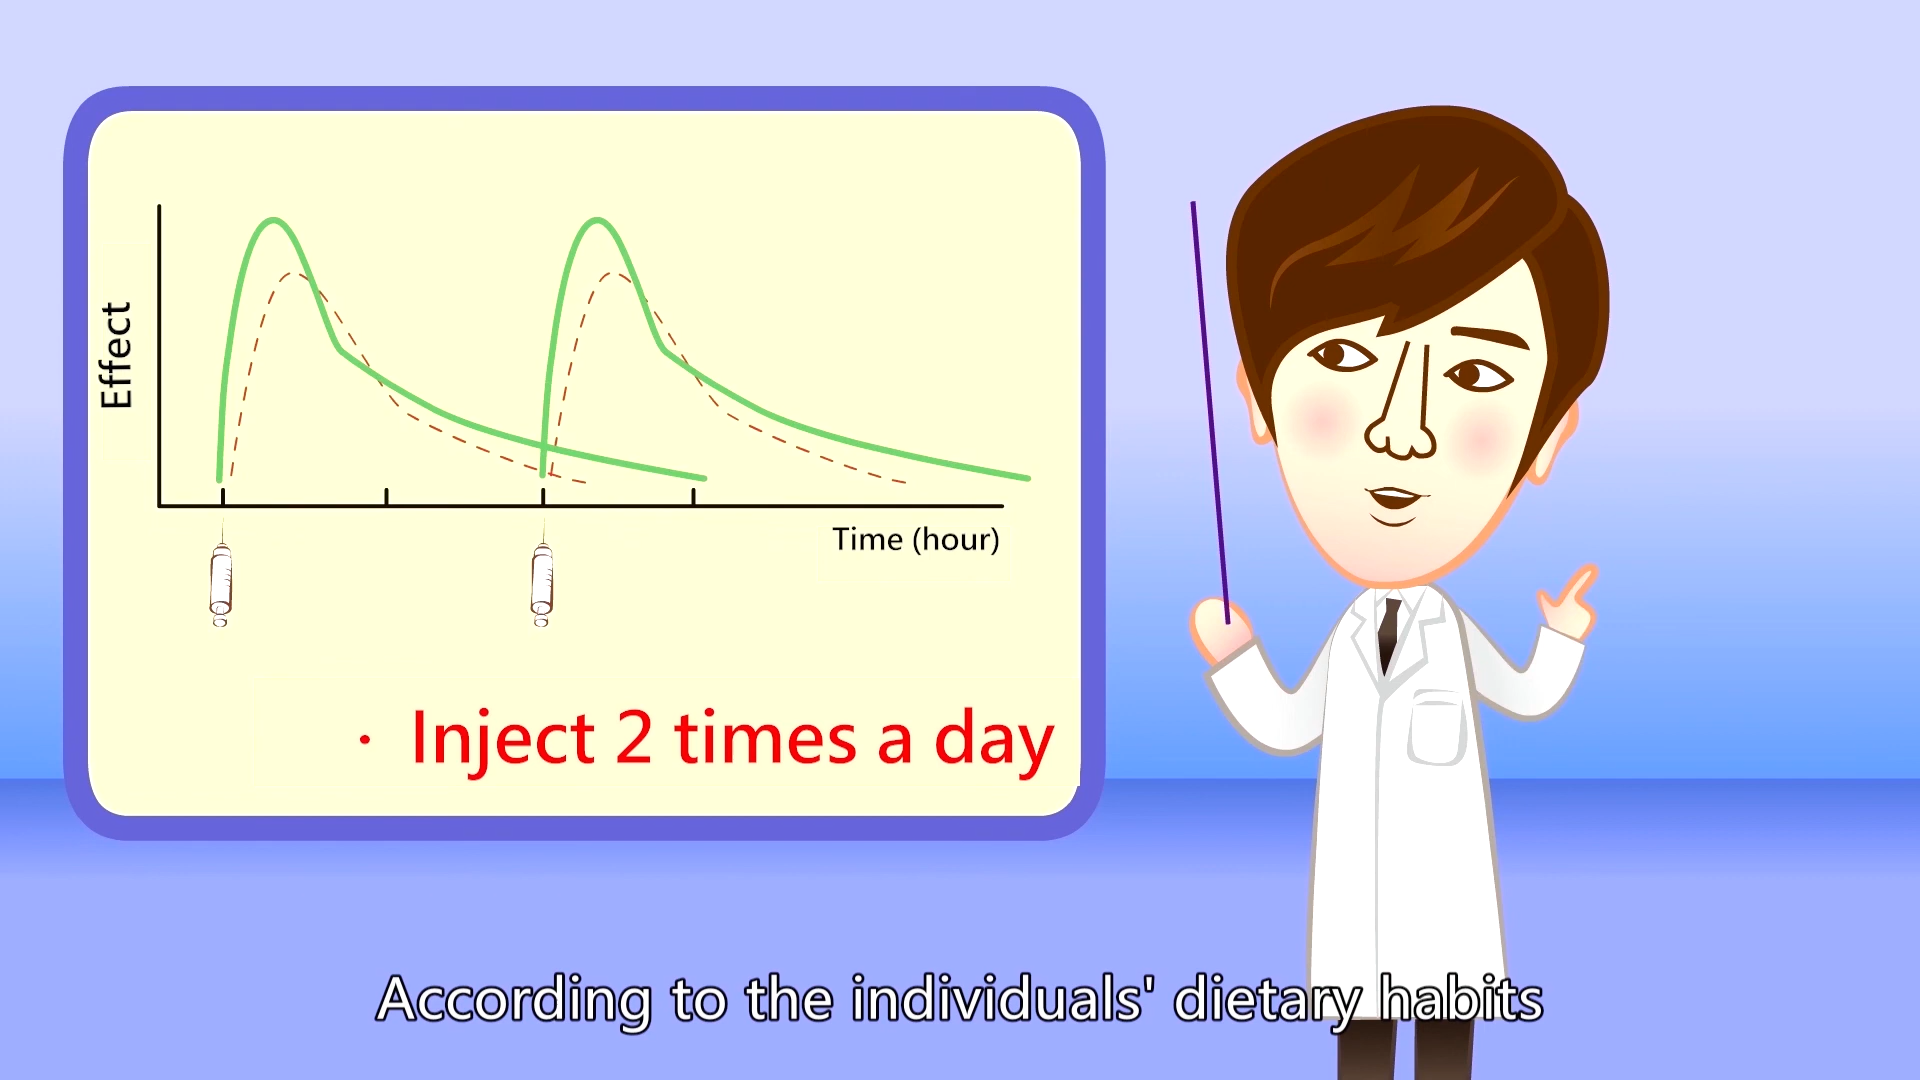 Effect
Time (hour)
· Inject 2 times a day
According to the individuals' dietary habits